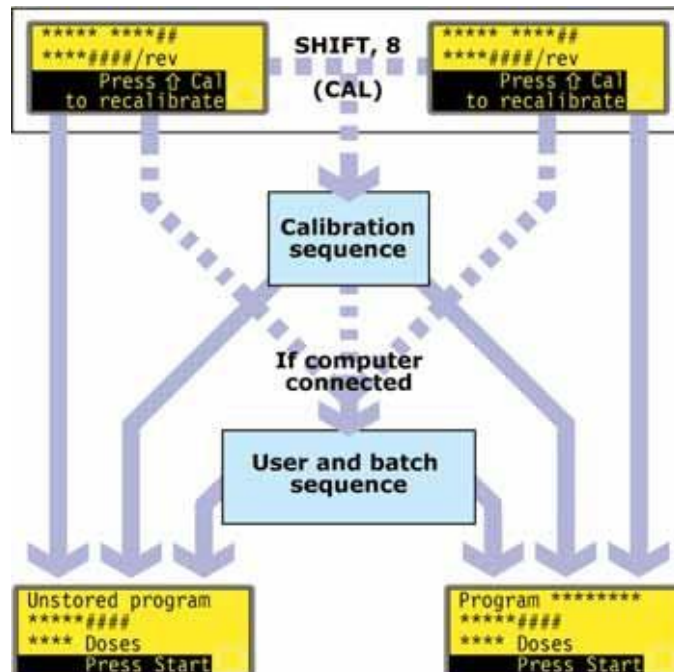 ***** ****##
****####/rev
Press ⇧ Cal
to recalibrate
SHIFT, 8
(CAL)
***** ****##
****####/rev
Press ⇧ Cal
to recalibrate
Calibration
sequence
If computer
connected
User and batch
sequence
Unstored program
*****####
**** Doses
Press Start
Program ********
*****####
**** Doses
Press Start